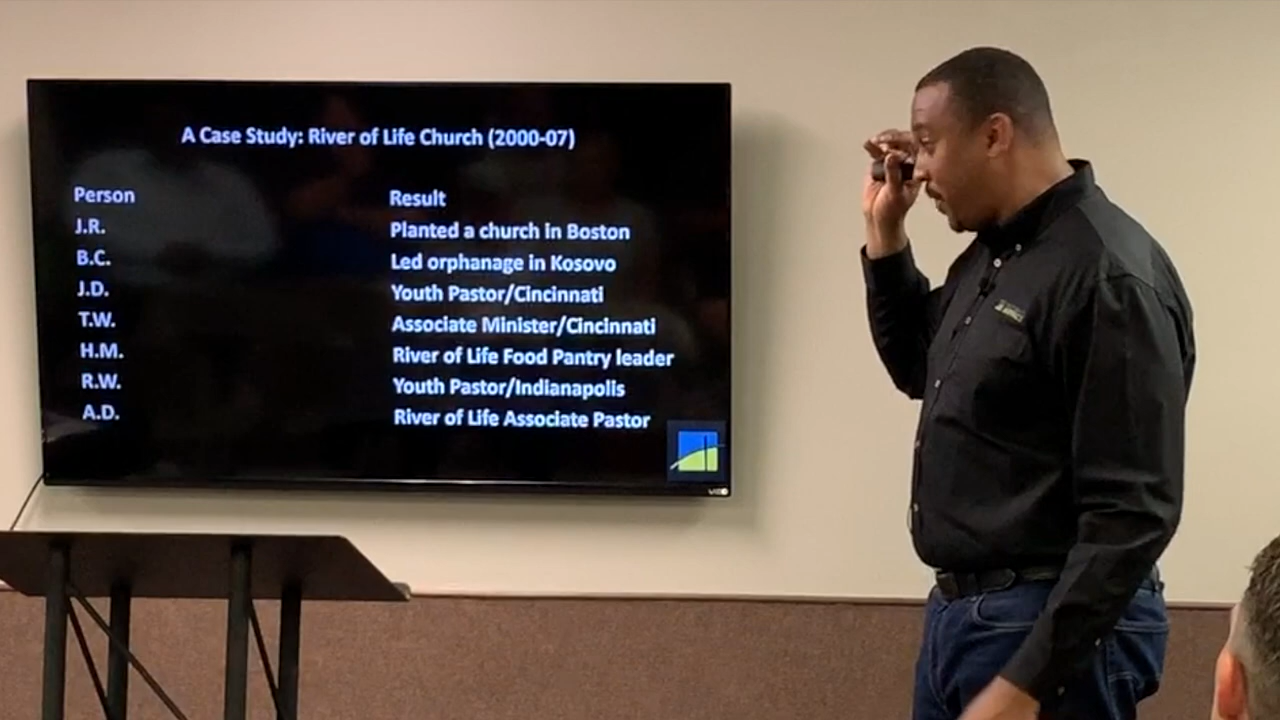 A Case Study: River of Life Church (2000-07)
Person Result
J.R. Planted a church in Boston
B.C. Led orphanage in Kosovo
J.D. Youth Pastor/Cincinnati
T.W. Associate Minister/Cincinnati
H.M. River of Life Food Pantry leader
R.W. Youth Pastor/Indianapolis
A.D. River of Life Associate Pastor
VIZIO